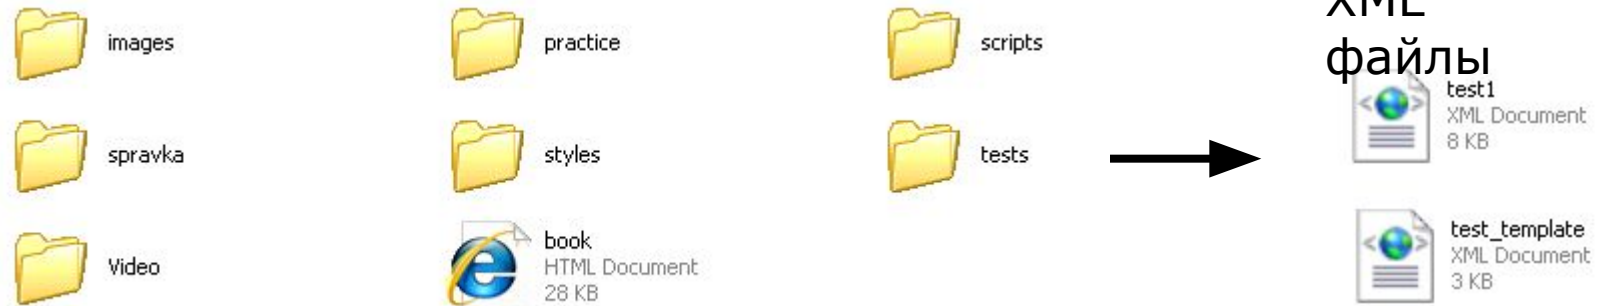 images
practice
scripts
XML
файлы
test1
XML Document
8 KB
spravka
styles
tests
test_template
XML Document
3 KB
Video
book
HTML Document
28 KB